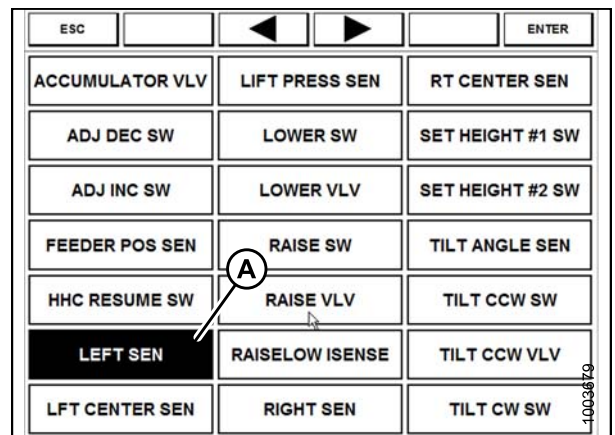 ESC ENTER
ACCUMULATOR VLV LIFT PRESS SEN RT CENTER SEN
ADJ DEC SW LOWER SW SET HEIGHT #1 SW
ADJ INC SW LOWER VLV SET HEIGHT #2 SW
FEEDER POS SEN RAISE SW TILT ANGLE SEN
A
HHC RESUME SW RAISE VLV TILT CCW SW
LEFT SEN RAISELOW ISENSE TILT CCW VLV
LFT CENTER SEN RIGHT SEN TILT CW SW
1003679